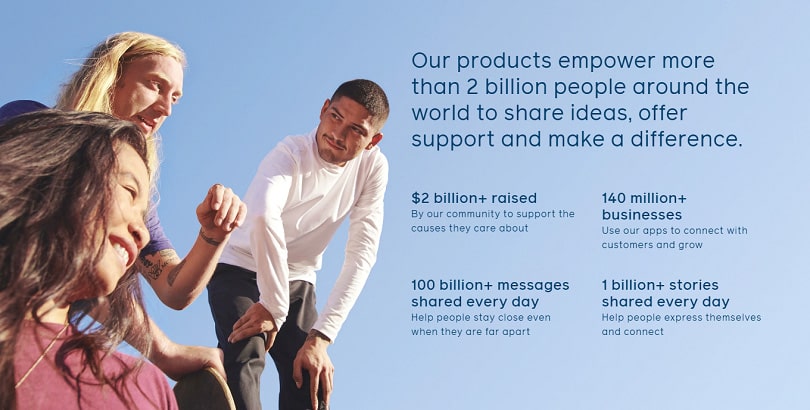 Our products empower more
than 2 billion people around the
world to share ideas, offer
support and make a difference.
$2 billion+ raised
By our community to support the
causes they care about
140 million+
businesses
Use our apps to connect with
customers and grow
100 billion+ messages
shared every day
Help people stay close even
when they are far apart
1 billion+ stories
shared every day
Help people express themselves
and connect